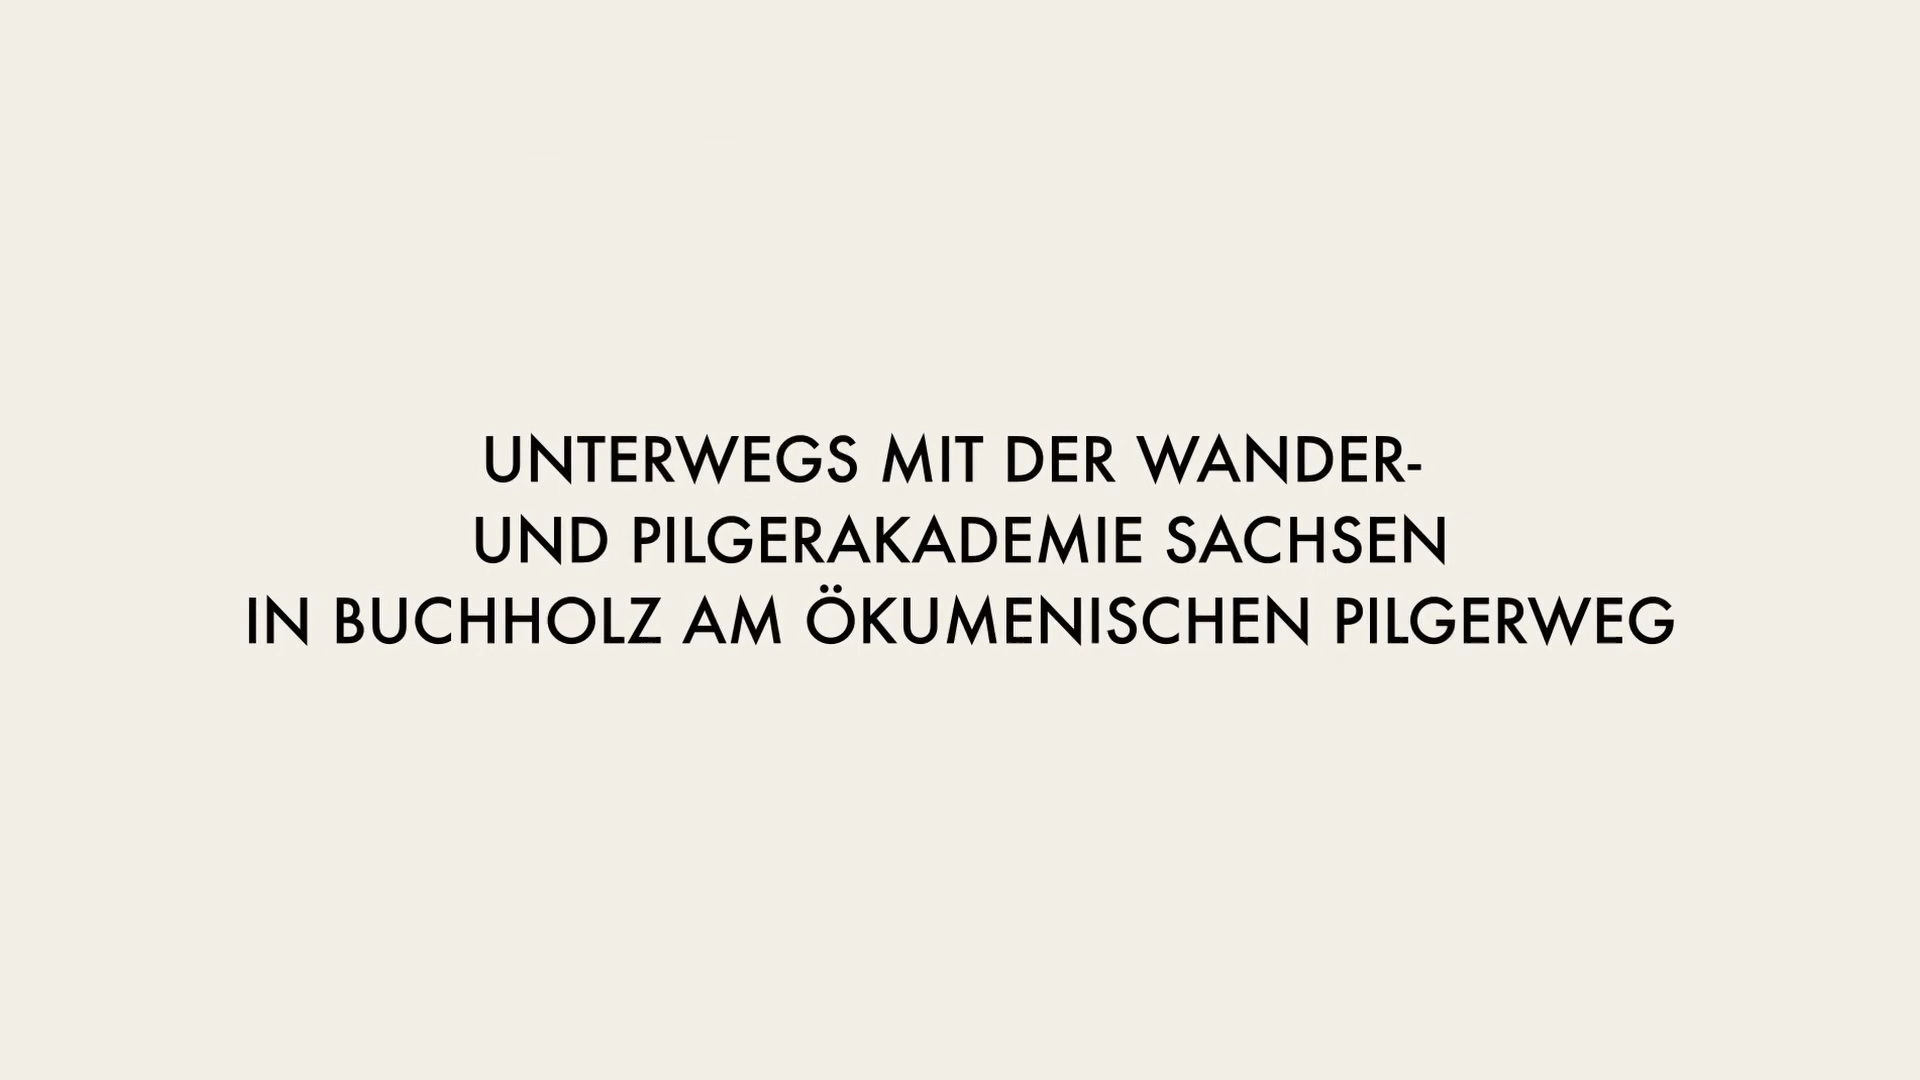 UNTERWEGS MIT DER WANDER-
UND PILGERAKADEMIE SACHSEN
IN BUCHHOLZ AM ÖKUMENISCHEN PILGERWEG